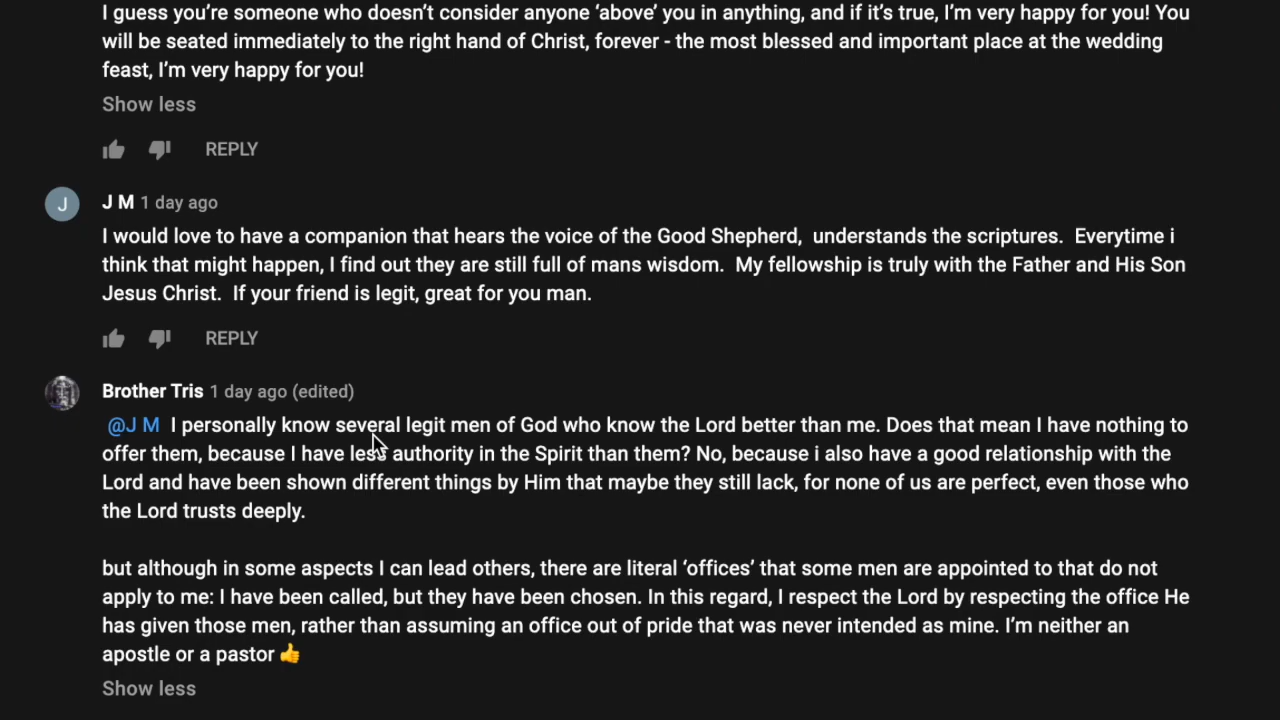 I guess you’re someone who doesn’t consider anyone ‘above’ you in anything, and if it’s true, I’m very happy for you! You
will be seated immediately to the right hand of Christ, forever - the most blessed and important place at the wedding
feast, I’m very happy for you!
Show less
REPLY
J
J M 1 day ago
I would love to have a companion that hears the voice of the Good Shepherd,  understands the scriptures.  Everytime i
think that might happen, I find out they are still full of mans wisdom.  My fellowship is truly with the Father and His Son
Jesus Christ.  If your friend is legit, great for you man.
REPLY
Brother Tris 1 day ago (edited)
@J M I personally know several legit men of God who know the Lord better than me. Does that mean I have nothing to
offer them, because I have less authority in the Spirit than them? No, because i also have a good relationship with the
Lord and have been shown different things by Him that maybe they still lack, for none of us are perfect, even those who
the Lord trusts deeply.
but although in some aspects I can lead others, there are literal ‘offices’ that some men are appointed to that do not
apply to me: I have been called, but they have been chosen. In this regard, I respect the Lord by respecting the office He
has given those men, rather than assuming an office out of pride that was never intended as mine. I’m neither an
apostle or a pastor 👍
Show less